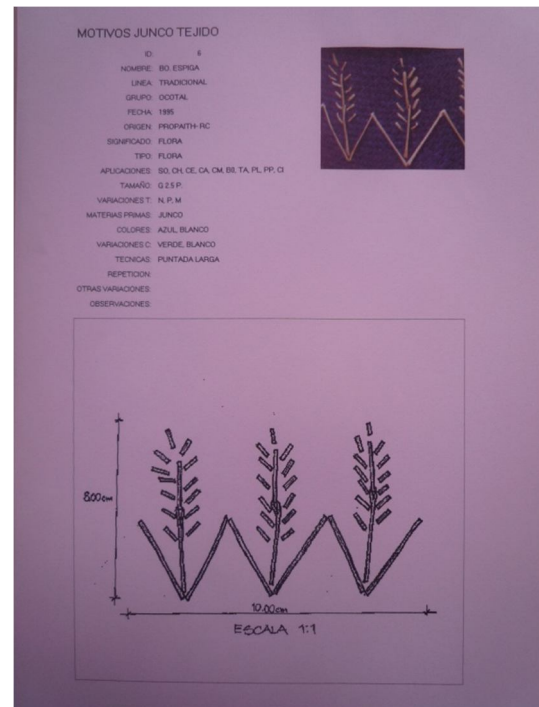 MOTIVOS JUNCO TEJIDO
ID: 6
NOMBRE: BO, ESPIGA
LINEA: TRADICIONAL
GRUPO: OCOTAL
FECHA: 1995
ORIGEN: PROPAITH- RC
SIGNIFICADO: FLORA
TIPO: FLORA
APLICACIONES: SO, CH, CE, CA, CM, BII, TA, PL, PP, CI
TAMAÑO: G 2.5 P.
VARIACIONES T: N, P, M
MATERIAS PRIMAS: JUNCO
COLORES: AZUL, BLANCO
VARIACIONES C: VERDE, BLANCO
TECNICAS: PUNTADA LARGA
REPETICION:
OTRAS VARIACIONES:
OBSERVACIONES:
8.00cm
10.00cm
ESCALA 1:1